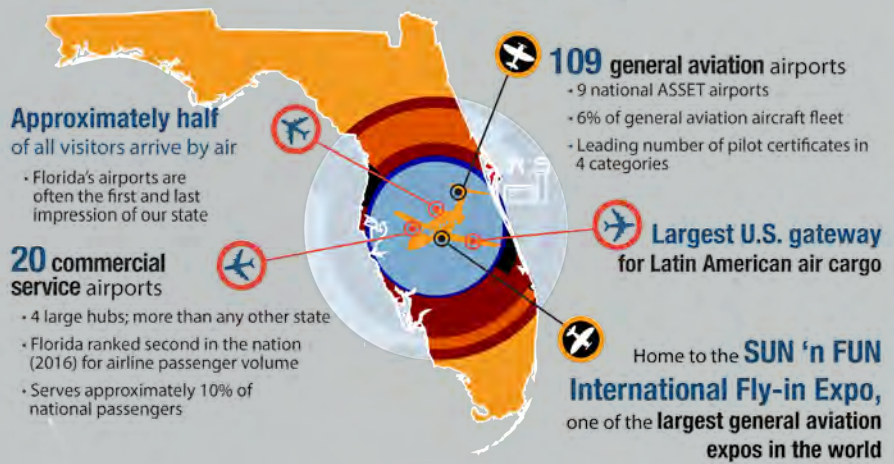 109 general aviation airports
• 9 national ASSET airports
• 6% of general aviation aircraft fleet
• Leading number of pilot certificates in
4 categories
Approximately half
of all visitors arrive by air
• Florida's airports are
often the first and last
impression of our state
Largest U.S. gateway
for Latin American air cargo
20 commercial
service airports
• 4 large hubs; more than any other state
• Florida ranked second in the nation
(2016) for airline passenger volume
• Serves approximately 10% of
national passengers
Home to the SUN 'n FUN
International Fly-in Expo,
one of the largest general aviation
expos in the world